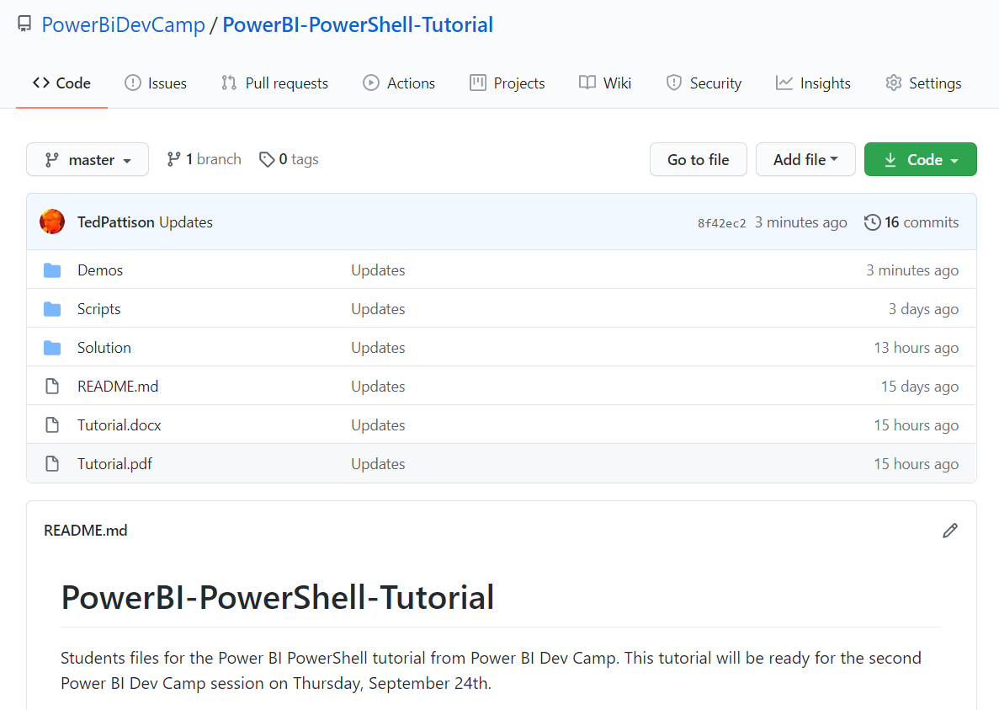 PowerBiDevCamp / PowerBI-PowerShell-Tutorial
Code Issues Pull requests Actions Projects Wiki Security Insights Settings
master 1 branch 0 tags Go to file Add file Code
TedPattison Updates 8f42ec2 3 minutes ago 16 commits
Demos Updates 3 minutes ago
Scripts Updates 3 days ago
Solution Updates 13 hours ago
README.md Updates 15 days ago
Tutorial.docx Updates 15 hours ago
Tutorial.pdf Updates 15 hours ago
README.md
PowerBI-PowerShell-Tutorial
Students files for the Power BI PowerShell tutorial from Power BI Dev Camp. This tutorial will be ready for the second
Power BI Dev Camp session on Thursday, September 24th.